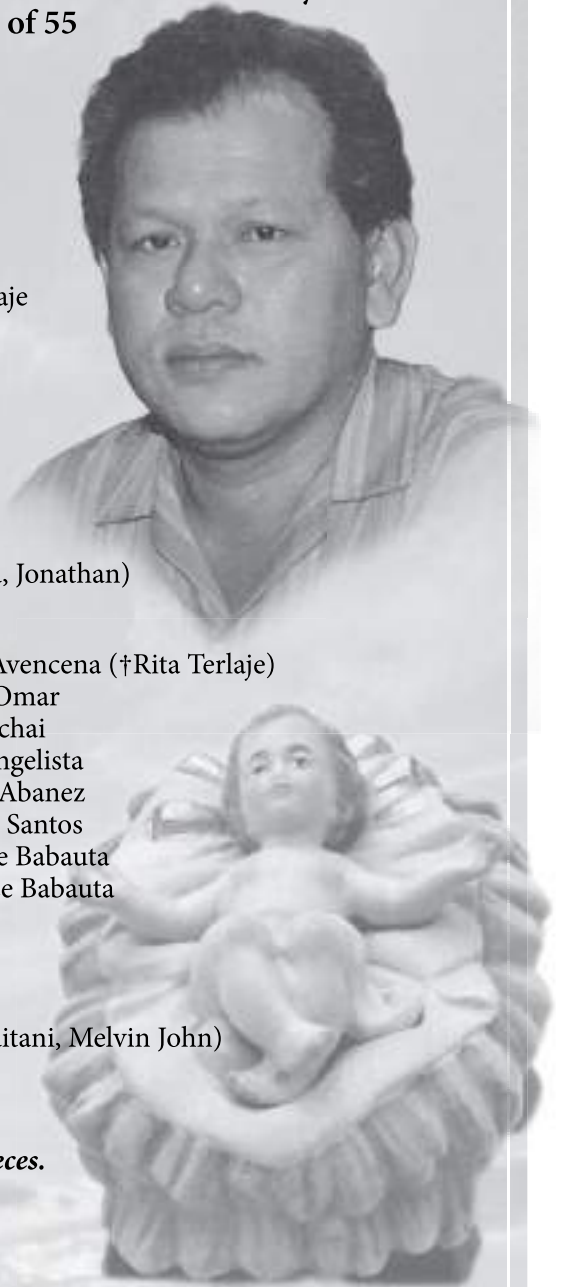 of 55
aje
, Jonathan)
Avencena (†Rita Terlaje)
Omar
chai
ngelista
Abanez
Santos
e Babauta
e Babauta
itani, Melvin John)
eces.